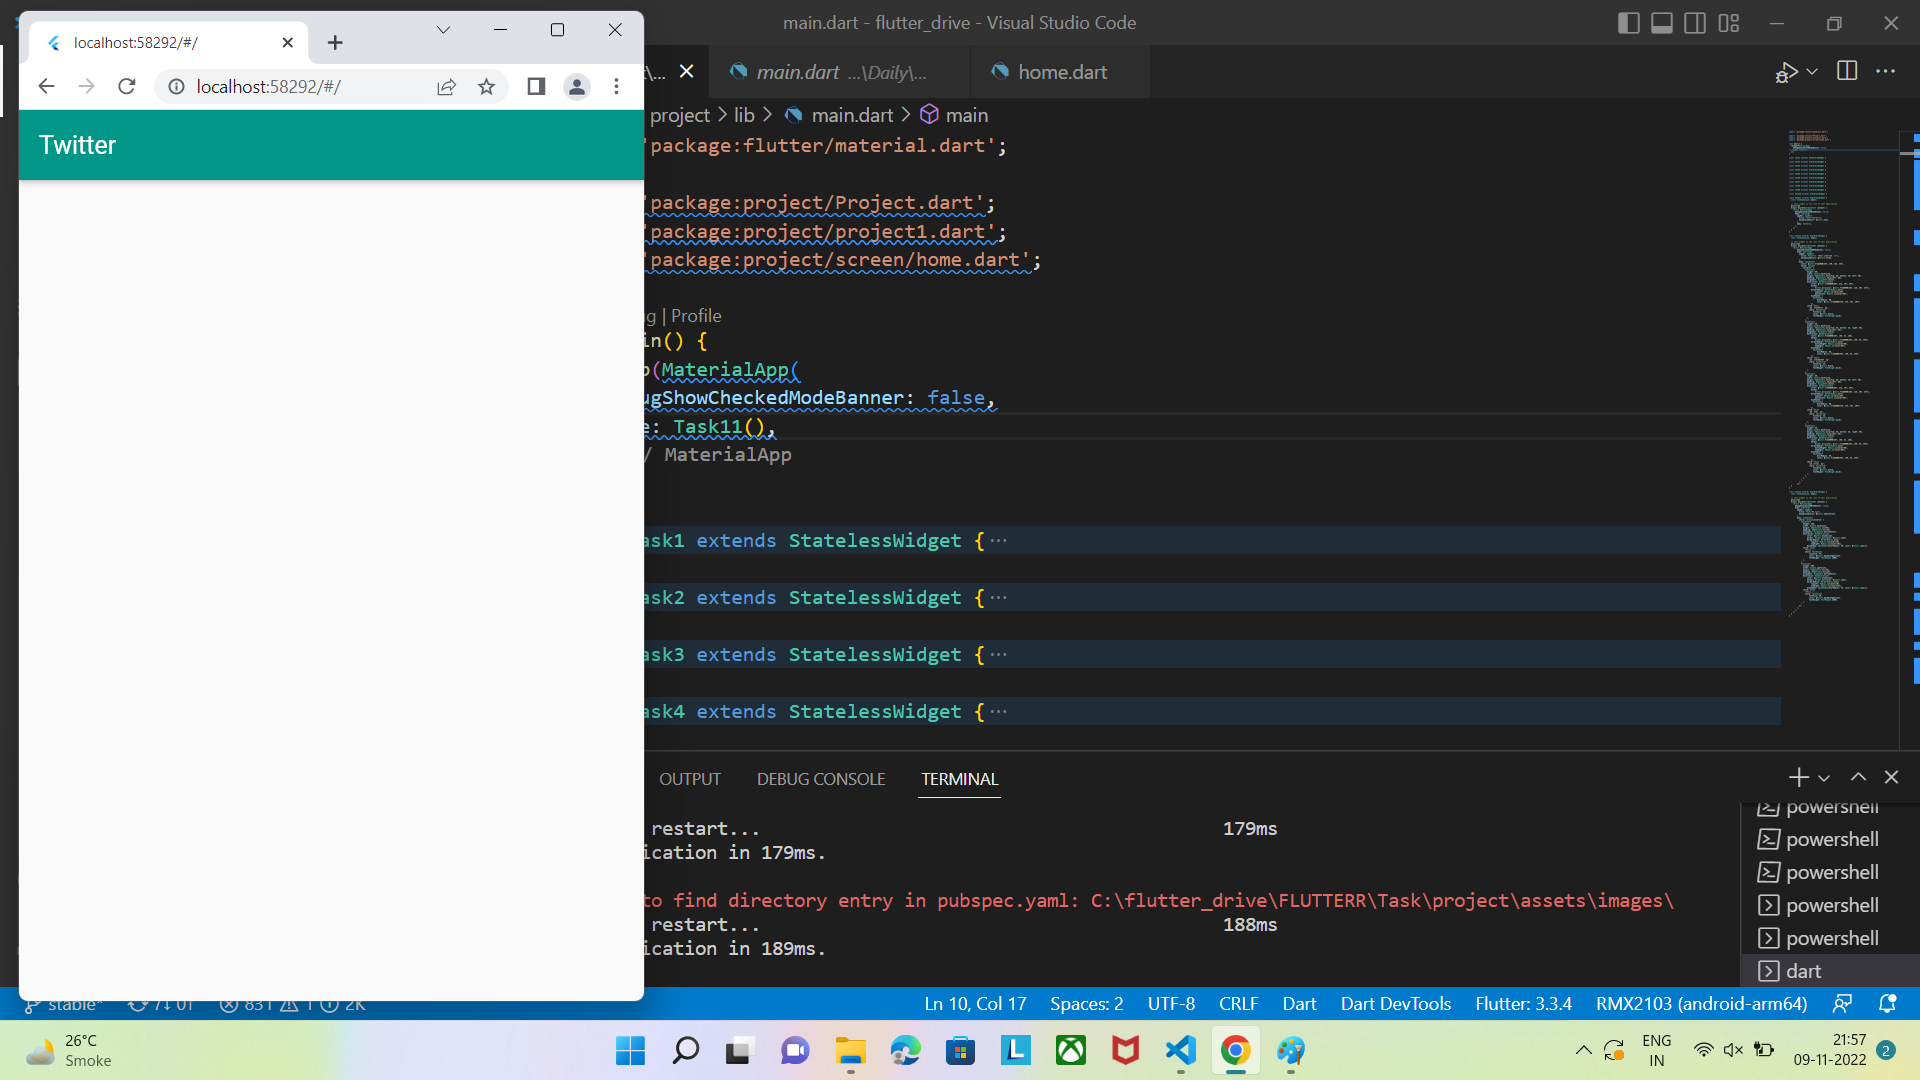 main.dart - flutter_drive - Visual Studio Code
localhost:58292/#/
localhost:58292/#/
Twitter
main.dart ...\Daily\...
home.dart
project > lib > main.dart > main
'package:flutter/material.dart';
'package:project/Project.dart';
'package:project/project1.dart';
'package:project/screen/home.dart';
| Profile
in() {
(MaterialApp(
ugShowCheckedModeBanner: false,
e: Task11(),
/ MaterialApp
ask1 extends StatelessWidget {...
ask2 extends StatelessWidget {...
ask3 extends StatelessWidget {...
ask4 extends StatelessWidget {...
OUTPUT DEBUG CONSOLE TERMINAL
restart... 179ms
ication in 179ms.
to find directory entry in pubspec.yaml: C:\flutter_drive\FLUTTERR\Task\project\assets\images\
restart... 188ms
ication in 189ms.
powershell
powershell
powershell
powershell
powershell
dart
stable*
831 1 2K
Ln 10, Col 17 Spaces: 2 UTF-8 CRLF Dart Dart DevTools Flutter: 3.3.4 RMX2103 (android-arm64)
26°C
Smoke
ENG
IN
21:57
09-11-2022
2